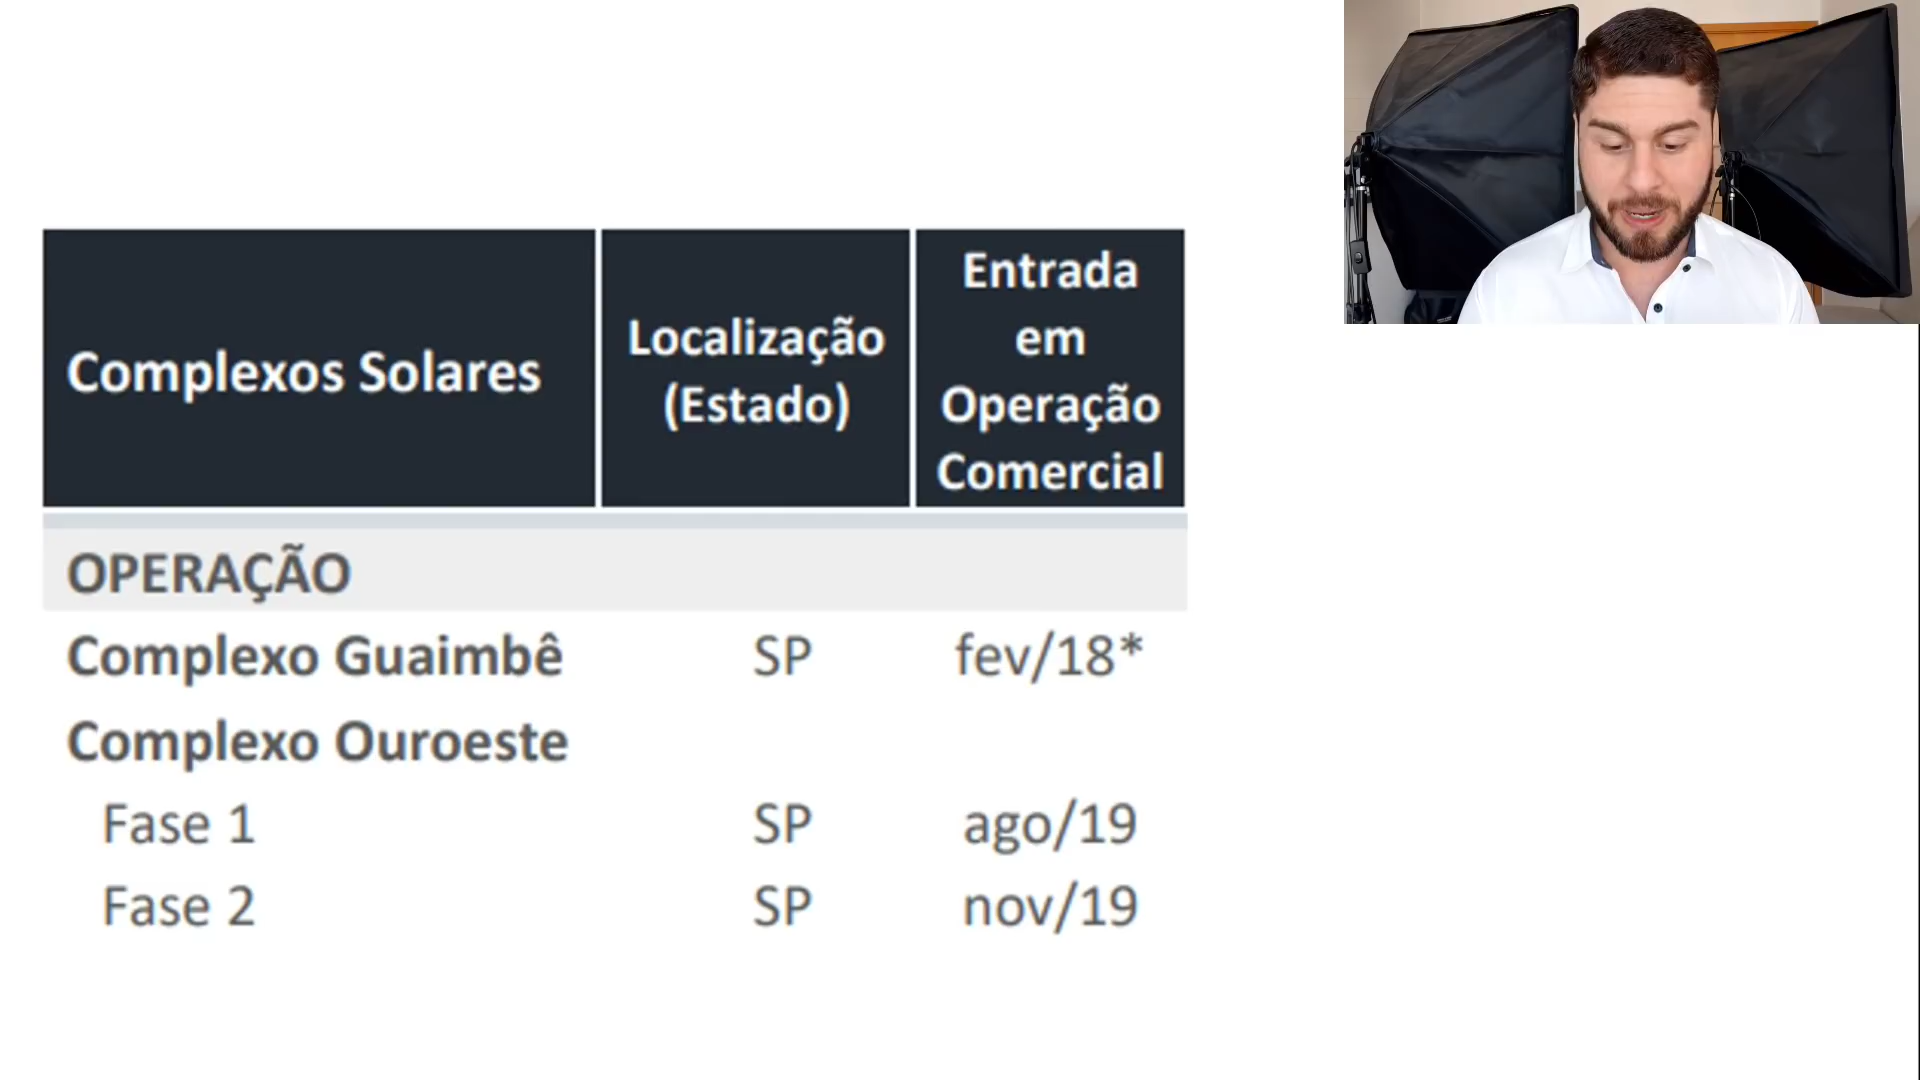 Complexos Solares
Localização
(Estado)
Entrada
em
Operação
Comercial
OPERAÇÃO
Complexo Guaimbê SP fev/18*
Complexo Ouroeste
Fase 1 SP ago/19
Fase 2 SP nov/19